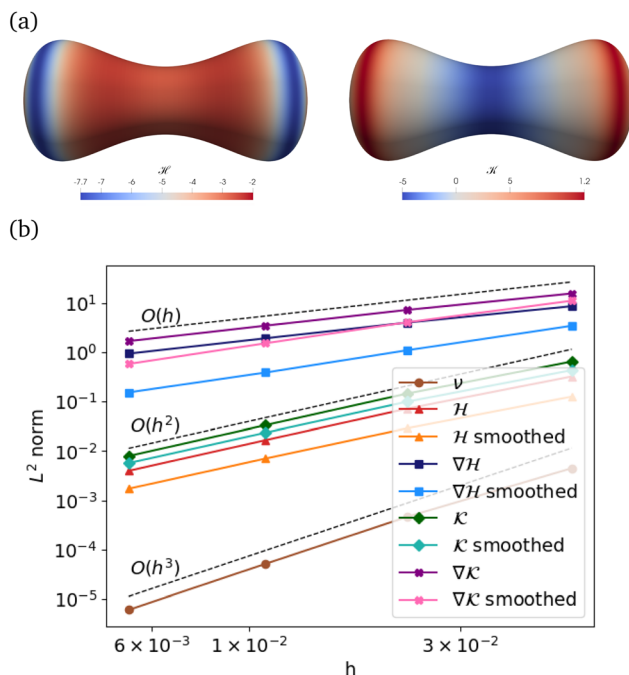 (a)
ℋ
-7.7 -7 -6 -5 -4 -3 -2
𝒦
-5 0 5 1.2
(b)
10¹
10⁰
10⁻¹
10⁻²
10⁻³
10⁻⁴
10⁻⁵
L² norm
O(h)
O(h²)
O(h³)
ν
ℋ
ℋ smoothed
∇ℋ
∇ℋ smoothed
𝒦
𝒦 smoothed
∇𝒦
∇𝒦 smoothed
6 × 10⁻³ 1 × 10⁻² 3 × 10⁻²
h